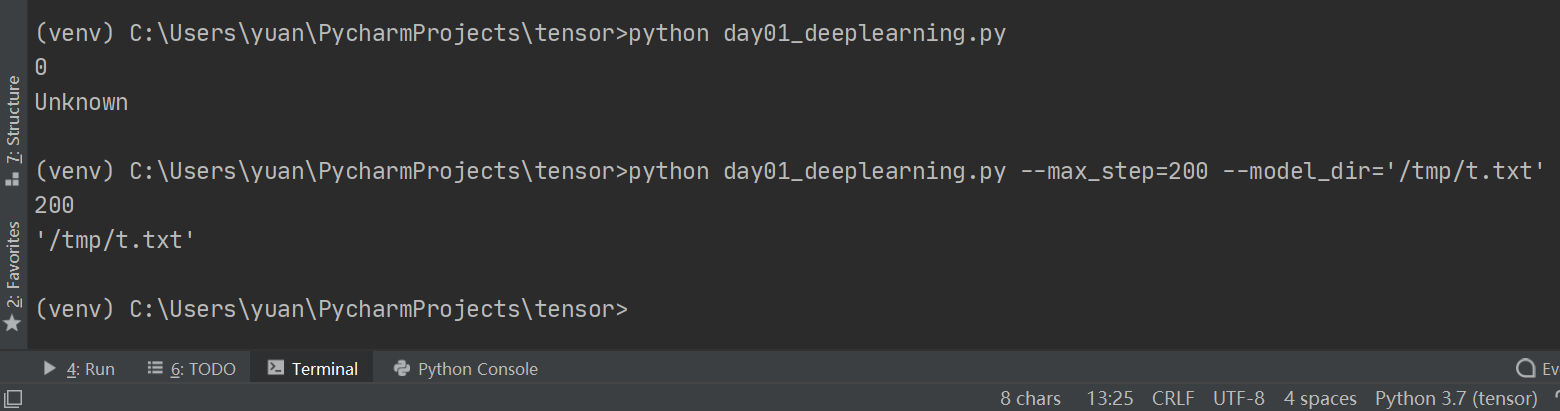 (venv) C:\Users\yuan\PycharmProjects\tensor>python day01_deeplearning.py
0
Unknown
(venv) C:\Users\yuan\PycharmProjects\tensor>python day01_deeplearning.py --max_step=200 --model_dir='/tmp/t.txt'
200
'/tmp/t.txt'
(venv) C:\Users\yuan\PycharmProjects\tensor>
7: Structure
2: Favorites
4: Run
6: TODO
Terminal
Python Console
Ev
8 chars
13:25
CRLF
UTF-8
4 spaces
Python 3.7 (tensor)